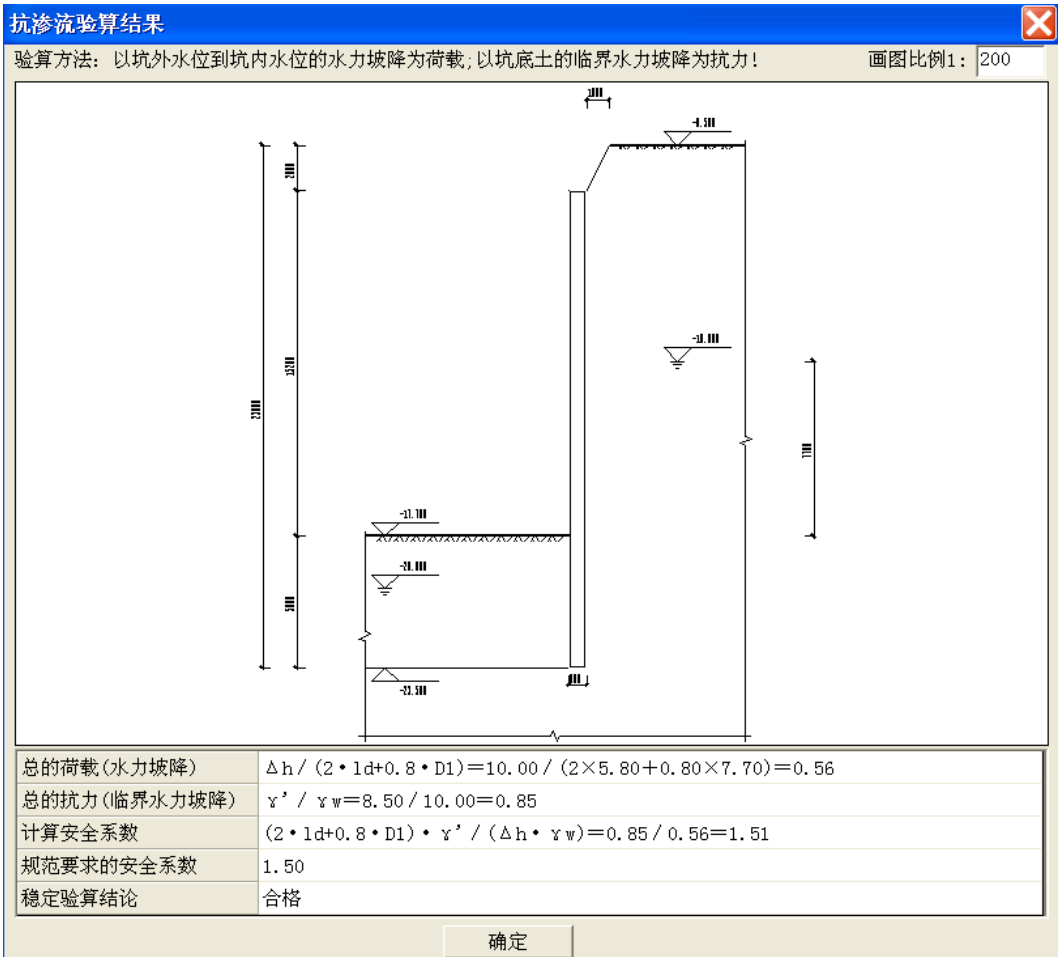 抗渗流验算结果
验算方法: 以坑外水位到坑内水位的水力坡降为荷载;以坑底土的临界水力坡降为抗力!
画图比例1: 200
2000
15200
7700
-17.700
-20.000
-23.500
总的荷载(水力坡降) Δh/(2•ld+0.8•D1)=10.00/(2×5.80+0.80×7.70)=0.56
总的抗力(临界水力坡降) γ’/γw=8.50/10.00=0.85
计算安全系数 (2•ld+0.8•D1)•γ’/(Δh•γw)=0.85/0.56=1.51
规范要求的安全系数 1.50
稳定验算结论 合格
确定